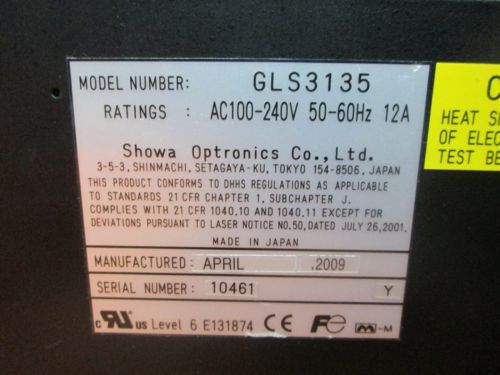 MODEL NUMBER: GLS3135
RATINGS : AC100-240V 50-60Hz 12A
Showa Optronics Co., Ltd.
3-5-3, SHINMACHI, SETAGAYA-KU, TOKYO 154-8506, JAPAN
THIS PRODUCT CONFORMS TO DHHS REGULATIONS APPLICABLE
TO STANDARDS 21 CFR CHAPTER 1, SUBCHAPTER J.
COMPLIES WITH 21 CFR 1040.10 AND 1040.11 EXCEPT FOR
DEVIATIONS PURSUANT TO LASER NOTICE NO.50, DATED JULY 26,2001.
MADE IN JAPAN
MANUFACTURED: APRIL ,2009
SERIAL NUMBER: 10461 Y
c RU us Level 6 E131874 CE -M
C
HEAT S
OF ELEC
TEST BE